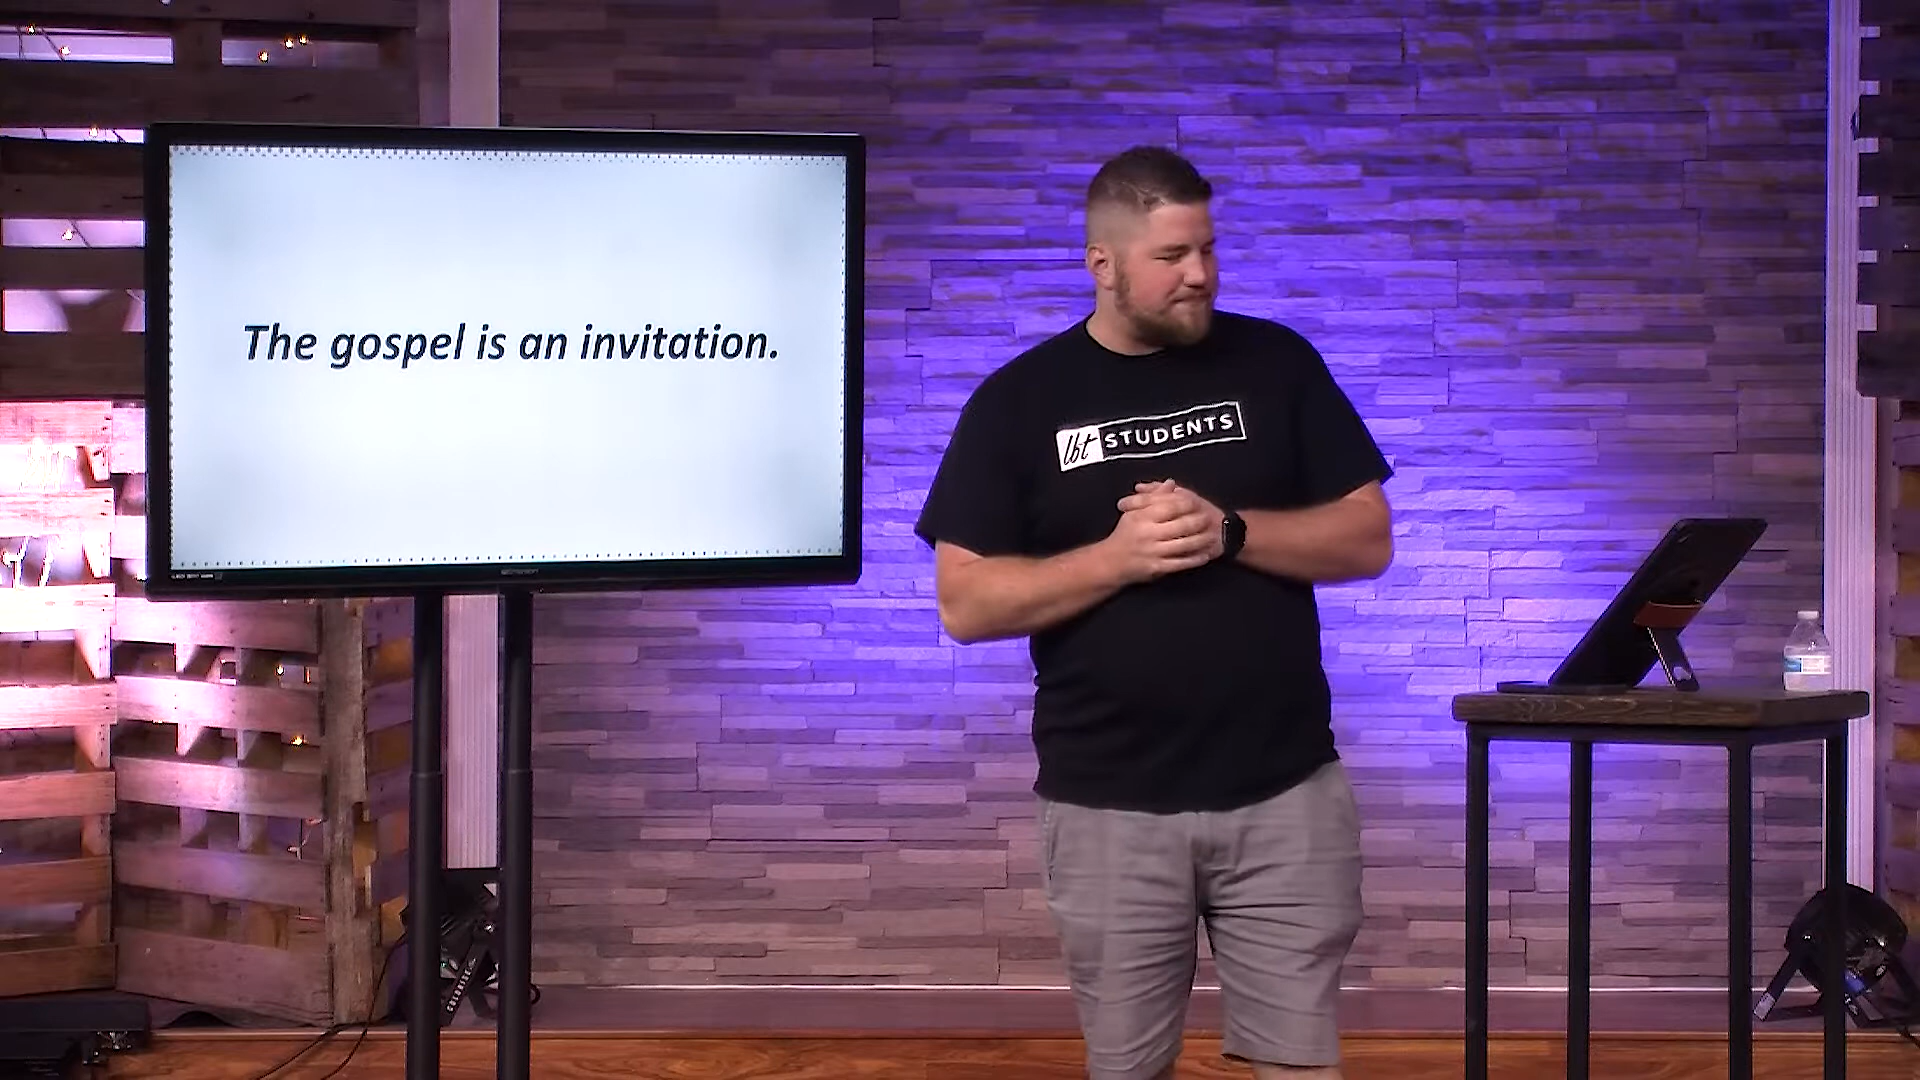 The gospel is an invitation.
lbt STUDENTS